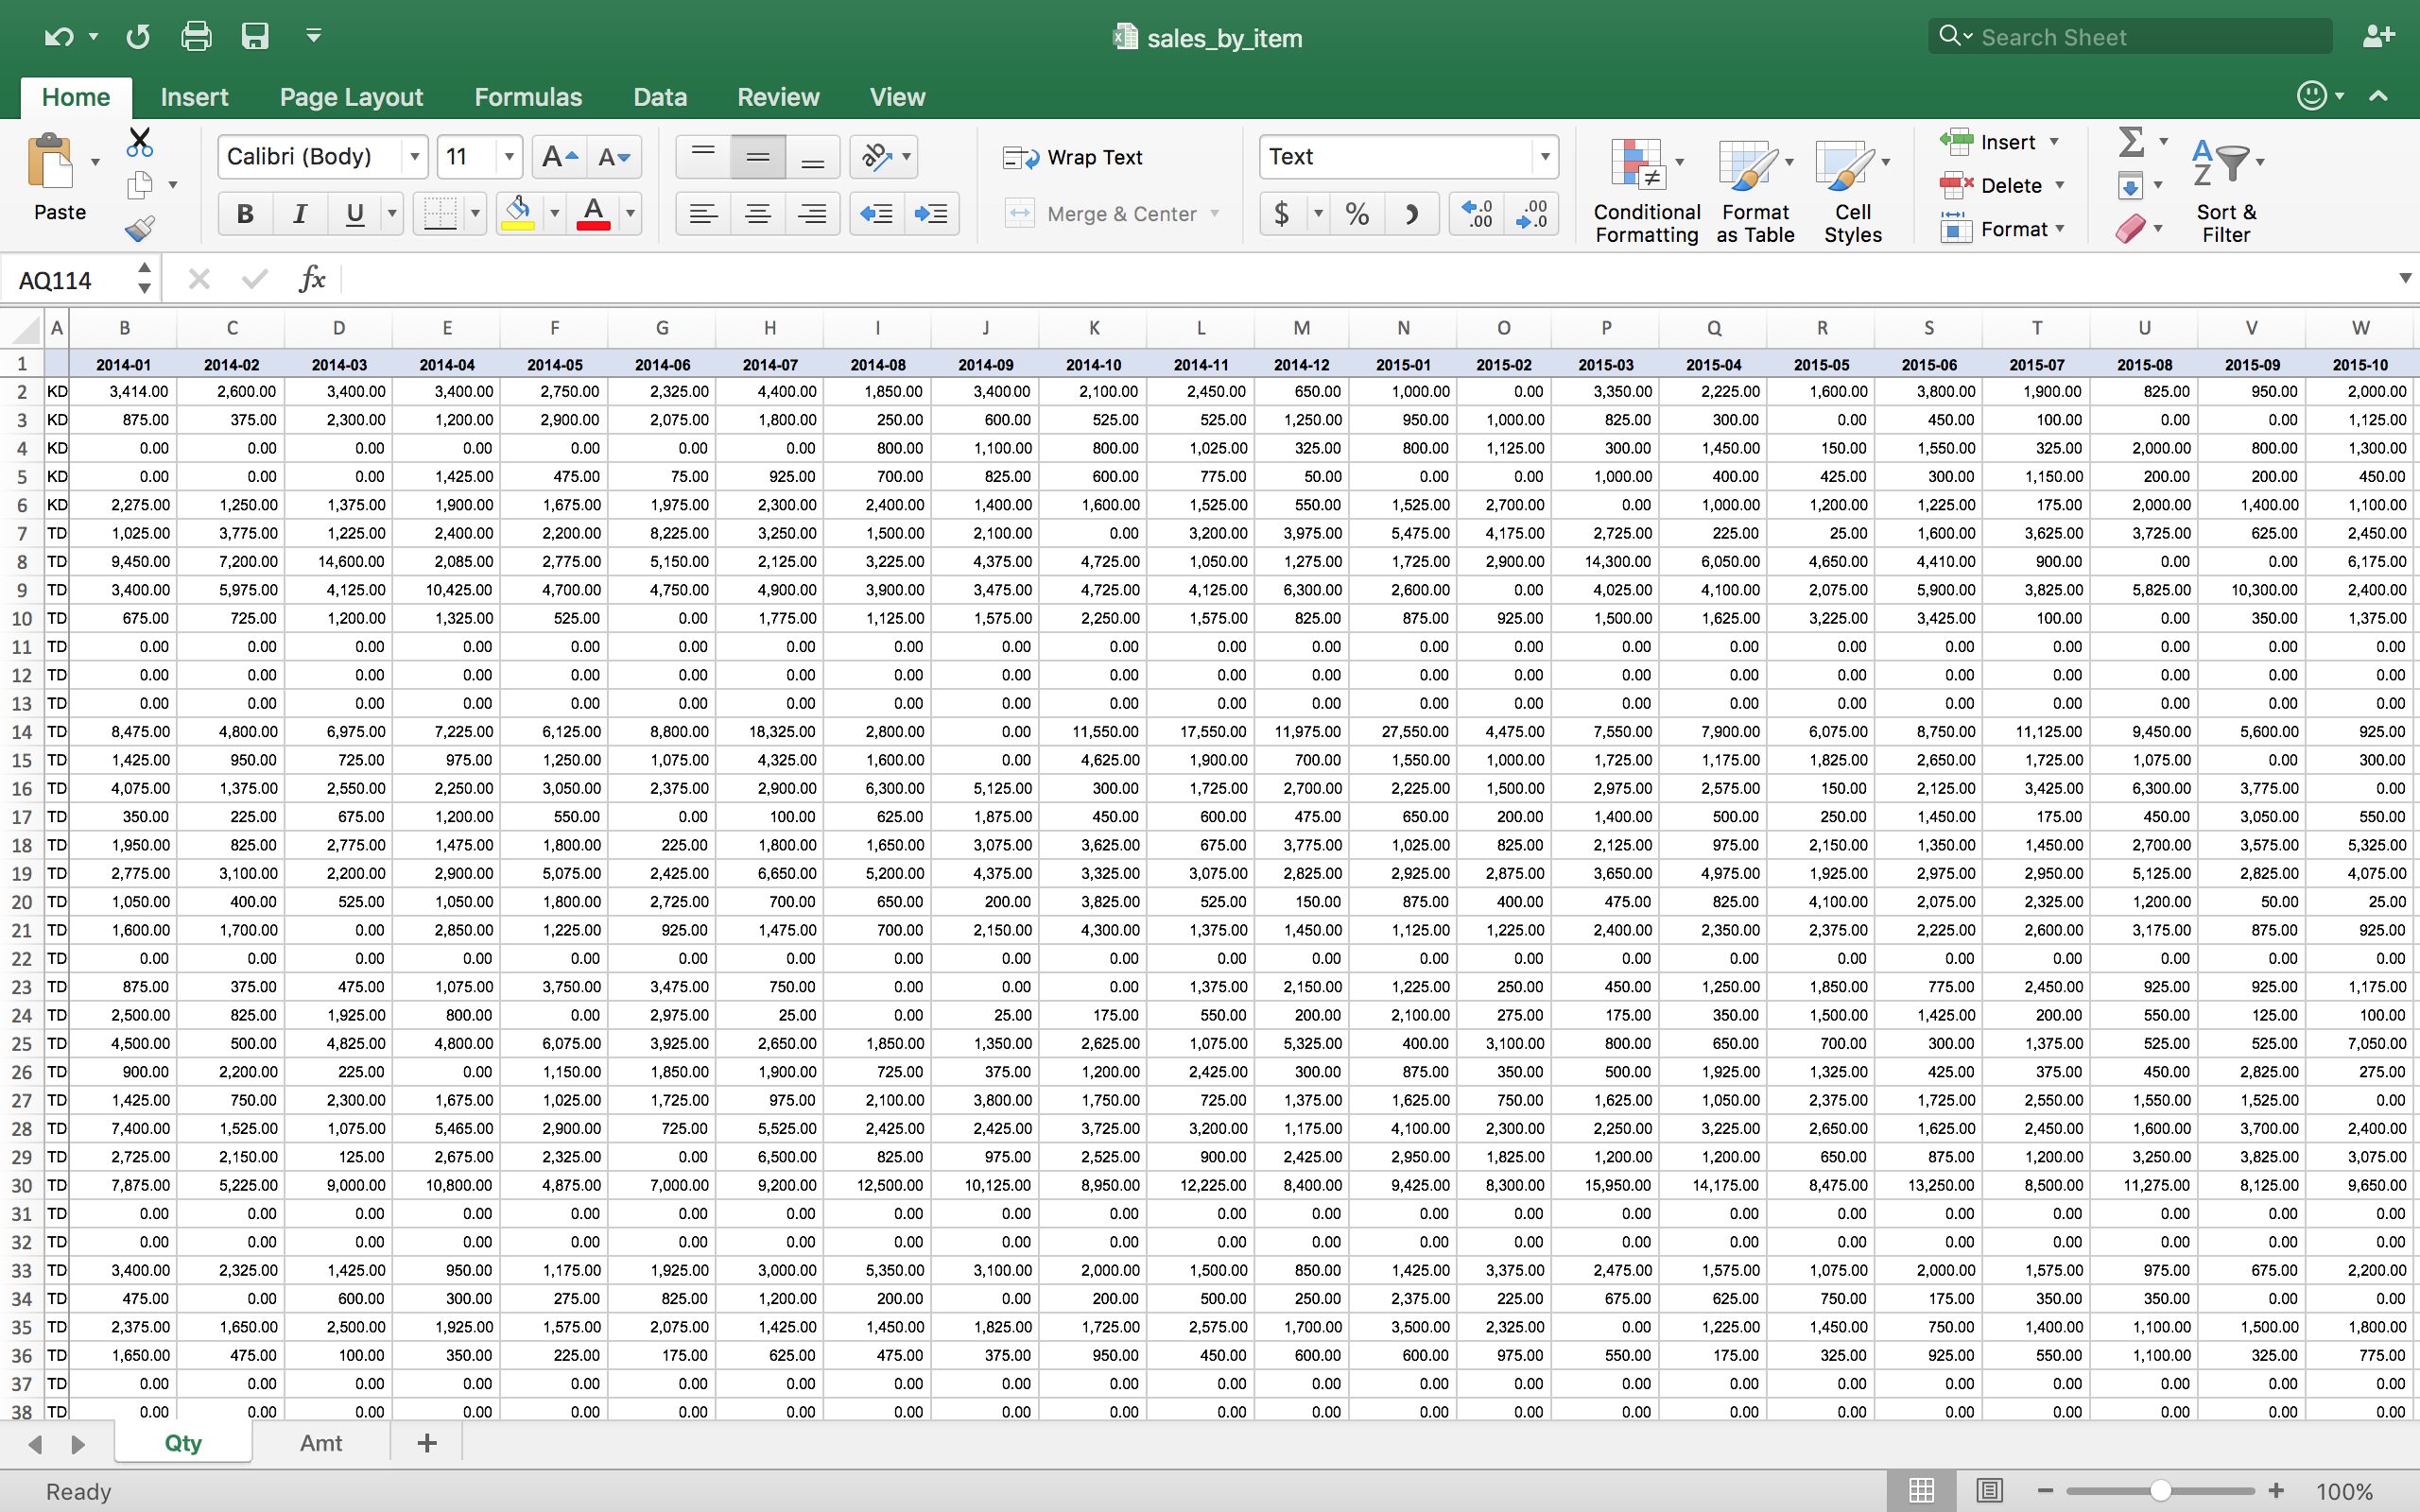 sales_by_item
Search Sheet
Home Insert Page Layout Formulas Data Review View
Paste
Calibri (Body) 11 A A
B I U A
ab
Wrap Text
Merge & Center
Text
$ % .0 .00 .00 .0
Conditional Formatting
Format as Table
Cell Styles
Insert
Delete
Format
Sort & Filter
AQ114 fx
A B C D E F G H I J K L M N O P Q R S T U V W
1 2014-01 2014-02 2014-03 2014-04 2014-05 2014-06 2014-07 2014-08 2014-09 2014-10 2014-11 2014-12 2015-01 2015-02 2015-03 2015-04 2015-05 2015-06 2015-07 2015-08 2015-09 2015-10
2 KD 3,414.00 2,600.00 3,400.00 3,400.00 2,750.00 2,325.00 4,400.00 1,850.00 3,400.00 2,100.00 2,450.00 650.00 1,000.00 0.00 3,350.00 2,225.00 1,600.00 3,800.00 1,900.00 825.00 950.00 2,000.00
3 KD 875.00 375.00 2,300.00 1,200.00 2,900.00 2,075.00 1,800.00 250.00 600.00 525.00 525.00 1,250.00 950.00 1,000.00 825.00 300.00 0.00 450.00 100.00 0.00 0.00 1,125.00
4 KD 0.00 0.00 0.00 0.00 0.00 0.00 0.00 800.00 1,100.00 800.00 1,025.00 325.00 800.00 1,125.00 300.00 1,450.00 150.00 1,550.00 325.00 2,000.00 800.00 1,300.00
5 KD 0.00 0.00 0.00 1,425.00 475.00 75.00 925.00 700.00 825.00 600.00 775.00 50.00 0.00 0.00 1,000.00 400.00 425.00 300.00 1,150.00 200.00 200.00 450.00
6 KD 2,275.00 1,250.00 1,375.00 1,900.00 1,675.00 1,975.00 2,300.00 2,400.00 1,400.00 1,600.00 1,525.00 550.00 1,525.00 2,700.00 0.00 1,000.00 1,200.00 1,225.00 175.00 2,000.00 1,400.00 1,100.00
7 TD 1,025.00 3,775.00 1,225.00 2,400.00 2,200.00 8,225.00 3,250.00 1,500.00 2,100.00 0.00 3,200.00 3,975.00 5,475.00 4,175.00 2,725.00 225.00 25.00 1,600.00 3,625.00 3,725.00 625.00 2,450.00
8 TD 9,450.00 7,200.00 14,600.00 2,085.00 2,775.00 5,150.00 2,125.00 3,225.00 4,375.00 4,725.00 1,050.00 1,275.00 1,725.00 2,900.00 14,300.00 6,050.00 4,650.00 4,410.00 900.00 0.00 0.00 6,175.00
9 TD 3,400.00 5,975.00 4,125.00 10,425.00 4,700.00 4,750.00 4,900.00 3,900.00 3,475.00 4,725.00 4,125.00 6,300.00 2,600.00 0.00 4,025.00 4,100.00 2,075.00 5,900.00 3,825.00 5,825.00 10,300.00 2,400.00
10 TD 675.00 725.00 1,200.00 1,325.00 525.00 0.00 1,775.00 1,125.00 1,575.00 2,250.00 1,575.00 825.00 875.00 925.00 1,500.00 1,625.00 3,225.00 3,425.00 100.00 0.00 350.00 1,375.00
11 TD 0.00 0.00 0.00 0.00 0.00 0.00 0.00 0.00 0.00 0.00 0.00 0.00 0.00 0.00 0.00 0.00 0.00 0.00 0.00 0.00 0.00 0.00
12 TD 0.00 0.00 0.00 0.00 0.00 0.00 0.00 0.00 0.00 0.00 0.00 0.00 0.00 0.00 0.00 0.00 0.00 0.00 0.00 0.00 0.00 0.00
13 TD 0.00 0.00 0.00 0.00 0.00 0.00 0.00 0.00 0.00 0.00 0.00 0.00 0.00 0.00 0.00 0.00 0.00 0.00 0.00 0.00 0.00 0.00
14 TD 8,475.00 4,800.00 6,975.00 7,225.00 6,125.00 8,800.00 18,325.00 2,800.00 0.00 11,550.00 17,550.00 11,975.00 27,550.00 4,475.00 7,550.00 7,900.00 6,075.00 8,750.00 11,125.00 9,450.00 5,600.00 925.00
15 TD 1,425.00 950.00 725.00 975.00 1,250.00 1,075.00 4,325.00 1,600.00 0.00 4,625.00 1,900.00 700.00 1,550.00 1,000.00 1,725.00 1,175.00 1,825.00 2,650.00 1,725.00 1,075.00 0.00 300.00
16 TD 4,075.00 1,375.00 2,550.00 2,250.00 3,050.00 2,375.00 2,900.00 6,300.00 5,125.00 300.00 1,725.00 2,700.00 2,225.00 1,500.00 2,975.00 2,575.00 150.00 2,125.00 3,425.00 6,300.00 3,775.00 0.00
17 TD 350.00 225.00 675.00 1,200.00 550.00 0.00 100.00 625.00 1,875.00 450.00 600.00 475.00 650.00 200.00 1,400.00 500.00 250.00 1,450.00 175.00 450.00 3,050.00 550.00
18 TD 1,950.00 825.00 2,775.00 1,475.00 1,800.00 225.00 1,800.00 1,650.00 3,075.00 3,625.00 675.00 3,775.00 1,025.00 825.00 2,125.00 975.00 2,150.00 1,350.00 1,450.00 2,700.00 3,575.00 5,325.00
19 TD 2,775.00 3,100.00 2,200.00 2,900.00 5,075.00 2,425.00 6,650.00 5,200.00 4,375.00 3,325.00 3,075.00 2,825.00 2,925.00 2,875.00 3,650.00 4,975.00 1,925.00 2,975.00 2,950.00 5,125.00 2,825.00 4,075.00
20 TD 1,050.00 400.00 525.00 1,050.00 1,800.00 2,725.00 700.00 650.00 200.00 3,825.00 525.00 150.00 875.00 400.00 475.00 825.00 4,100.00 2,075.00 2,325.00 1,200.00 50.00 25.00
21 TD 1,600.00 1,700.00 0.00 2,850.00 1,225.00 925.00 1,475.00 700.00 2,150.00 4,300.00 1,375.00 1,450.00 1,125.00 1,225.00 2,400.00 2,350.00 2,375.00 2,225.00 2,600.00 3,175.00 875.00 925.00
22 TD 0.00 0.00 0.00 0.00 0.00 0.00 0.00 0.00 0.00 0.00 0.00 0.00 0.00 0.00 0.00 0.00 0.00 0.00 0.00 0.00 0.00 0.00
23 TD 875.00 375.00 475.00 1,075.00 3,750.00 3,475.00 750.00 0.00 0.00 0.00 1,375.00 2,150.00 1,225.00 250.00 450.00 1,250.00 1,850.00 775.00 2,450.00 925.00 925.00 1,175.00
24 TD 2,500.00 825.00 1,925.00 800.00 0.00 2,975.00 25.00 0.00 25.00 175.00 550.00 200.00 2,100.00 275.00 175.00 350.00 1,500.00 1,425.00 200.00 550.00 125.00 100.00
25 TD 4,500.00 500.00 4,825.00 4,800.00 6,075.00 3,925.00 2,650.00 1,850.00 1,350.00 2,625.00 1,075.00 5,325.00 400.00 3,100.00 800.00 650.00 700.00 300.00 1,375.00 525.00 525.00 7,050.00
26 TD 900.00 2,200.00 225.00 0.00 1,150.00 1,850.00 1,900.00 725.00 375.00 1,200.00 2,425.00 300.00 875.00 350.00 500.00 1,925.00 1,325.00 425.00 375.00 450.00 2,825.00 275.00
27 TD 1,425.00 750.00 2,300.00 1,675.00 1,025.00 1,725.00 975.00 2,100.00 3,800.00 1,750.00 725.00 1,375.00 1,625.00 750.00 1,625.00 1,050.00 2,375.00 1,725.00 2,550.00 1,550.00 1,525.00 0.00
28 TD 7,400.00 1,525.00 1,075.00 5,465.00 2,900.00 725.00 5,525.00 2,425.00 2,425.00 3,725.00 3,200.00 1,175.00 4,100.00 2,300.00 2,250.00 3,225.00 2,650.00 1,625.00 2,450.00 1,600.00 3,700.00 2,400.00
29 TD 2,725.00 2,150.00 125.00 2,675.00 2,325.00 0.00 6,500.00 825.00 975.00 2,525.00 900.00 2,425.00 2,950.00 1,825.00 1,200.00 1,200.00 650.00 875.00 1,200.00 3,250.00 3,825.00 3,075.00
30 TD 7,875.00 5,225.00 9,000.00 10,800.00 4,875.00 7,000.00 9,200.00 12,500.00 10,125.00 8,950.00 12,225.00 8,400.00 9,425.00 8,300.00 15,950.00 14,175.00 8,475.00 13,250.00 8,500.00 11,275.00 8,125.00 9,650.00
31 TD 0.00 0.00 0.00 0.00 0.00 0.00 0.00 0.00 0.00 0.00 0.00 0.00 0.00 0.00 0.00 0.00 0.00 0.00 0.00 0.00 0.00 0.00
32 TD 0.00 0.00 0.00 0.00 0.00 0.00 0.00 0.00 0.00 0.00 0.00 0.00 0.00 0.00 0.00 0.00 0.00 0.00 0.00 0.00 0.00 0.00
33 TD 3,400.00 2,325.00 1,425.00 950.00 1,175.00 1,925.00 3,000.00 5,350.00 3,100.00 2,000.00 1,500.00 850.00 1,425.00 3,375.00 2,475.00 1,575.00 1,075.00 2,000.00 1,575.00 975.00 675.00 2,200.00
34 TD 475.00 0.00 600.00 300.00 275.00 825.00 1,200.00 200.00 0.00 200.00 500.00 250.00 2,375.00 225.00 675.00 625.00 750.00 175.00 350.00 350.00 0.00 0.00
35 TD 2,375.00 1,650.00 2,500.00 1,925.00 1,575.00 2,075.00 1,425.00 1,450.00 1,825.00 1,725.00 2,575.00 1,700.00 3,500.00 2,325.00 0.00 1,225.00 1,450.00 750.00 1,400.00 1,100.00 1,500.00 1,800.00
36 TD 1,650.00 475.00 100.00 350.00 225.00 175.00 625.00 475.00 375.00 950.00 450.00 600.00 600.00 975.00 550.00 175.00 325.00 925.00 550.00 1,100.00 325.00 775.00
37 TD 0.00 0.00 0.00 0.00 0.00 0.00 0.00 0.00 0.00 0.00 0.00 0.00 0.00 0.00 0.00 0.00 0.00 0.00 0.00 0.00 0.00 0.00
38 TD 0.00 0.00 0.00 0.00 0.00 0.00 0.00 0.00 0.00 0.00 0.00 0.00 0.00 0.00 0.00 0.00 0.00 0.00 0.00 0.00 0.00 0.00
Qty Amt +
Ready 100%